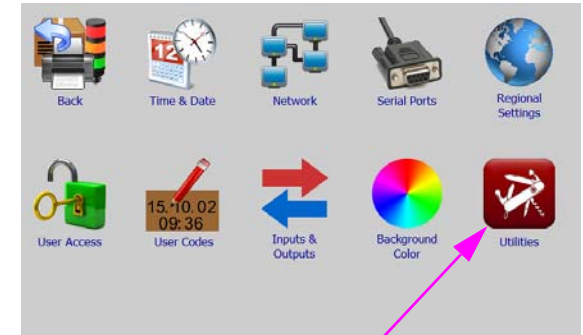 12
Back
Time & Date
Network
Serial Ports
Regional
Settings
15.10.02
09:36
User Access
User Codes
Inputs &
Outputs
Background
Color
Utilities